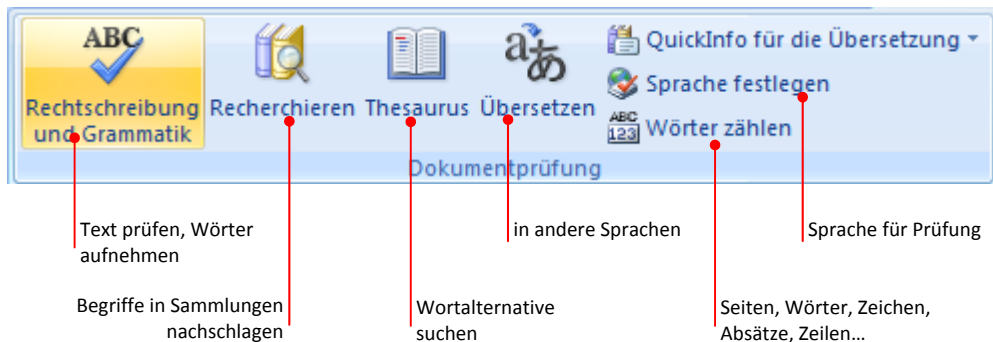 ABC
Rechtschreibung
und Grammatik
Recherchieren
Thesaurus
aあ
Übersetzen
QuickInfo für die Übersetzung
Sprache festlegen
ABC
123
Wörter zählen
Dokumentprüfung
Text prüfen, Wörter
aufnehmen
in andere Sprachen
Sprache für Prüfung
Begriffe in Sammlungen
nachschlagen
Wortalternative
suchen
Seiten, Wörter, Zeichen,
Absätze, Zeilen…